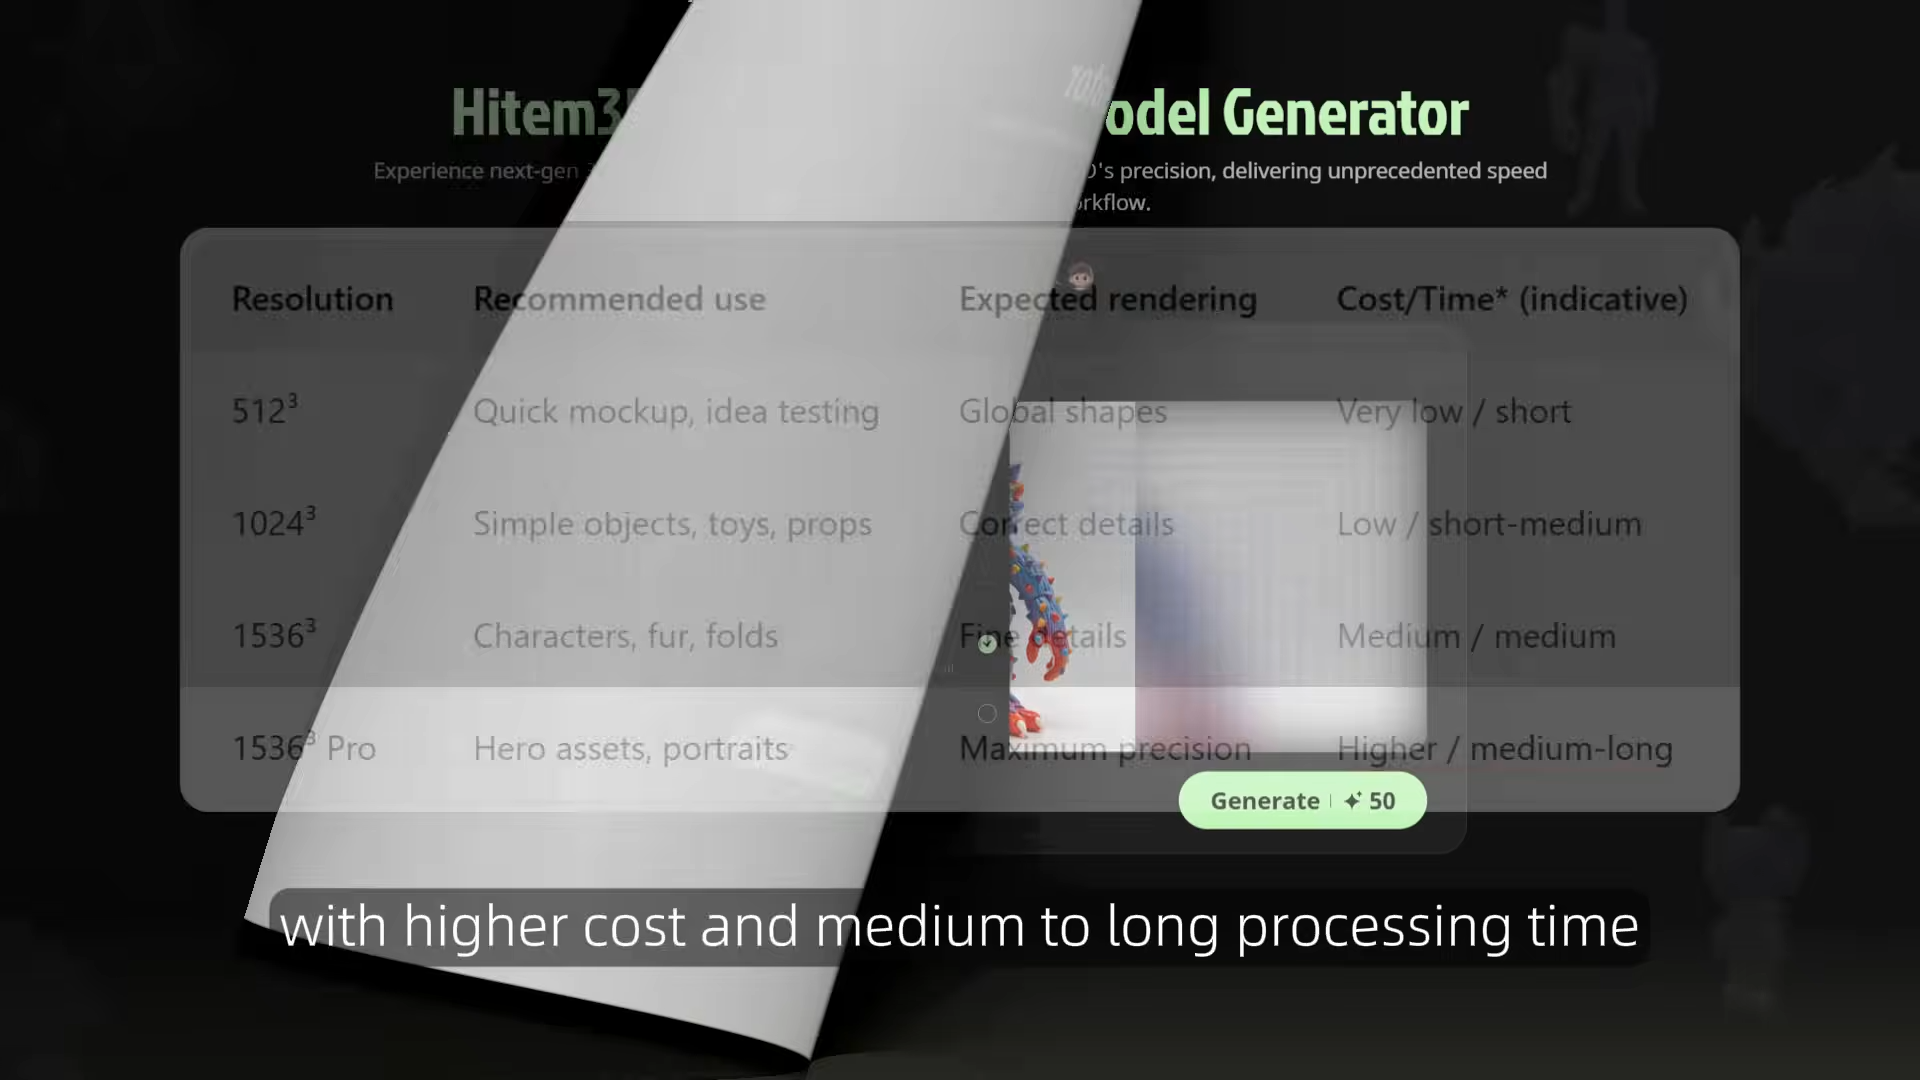 Hitem3
odel Generator
Experience next-gen
D's precision, delivering unprecedented speed
orkflow.
Resolution Recommended use Expected rendering Cost/Time* (indicative)
512³ Quick mockup, idea testing Global shapes Very low / short
1024³ Simple objects, toys, props Correct details Low / short-medium
1536³ Characters, fur, folds Fine details Medium / medium
1536³ Pro Hero assets, portraits Maximum precision Higher / medium-long
Generate 50
with higher cost and medium to long processing time